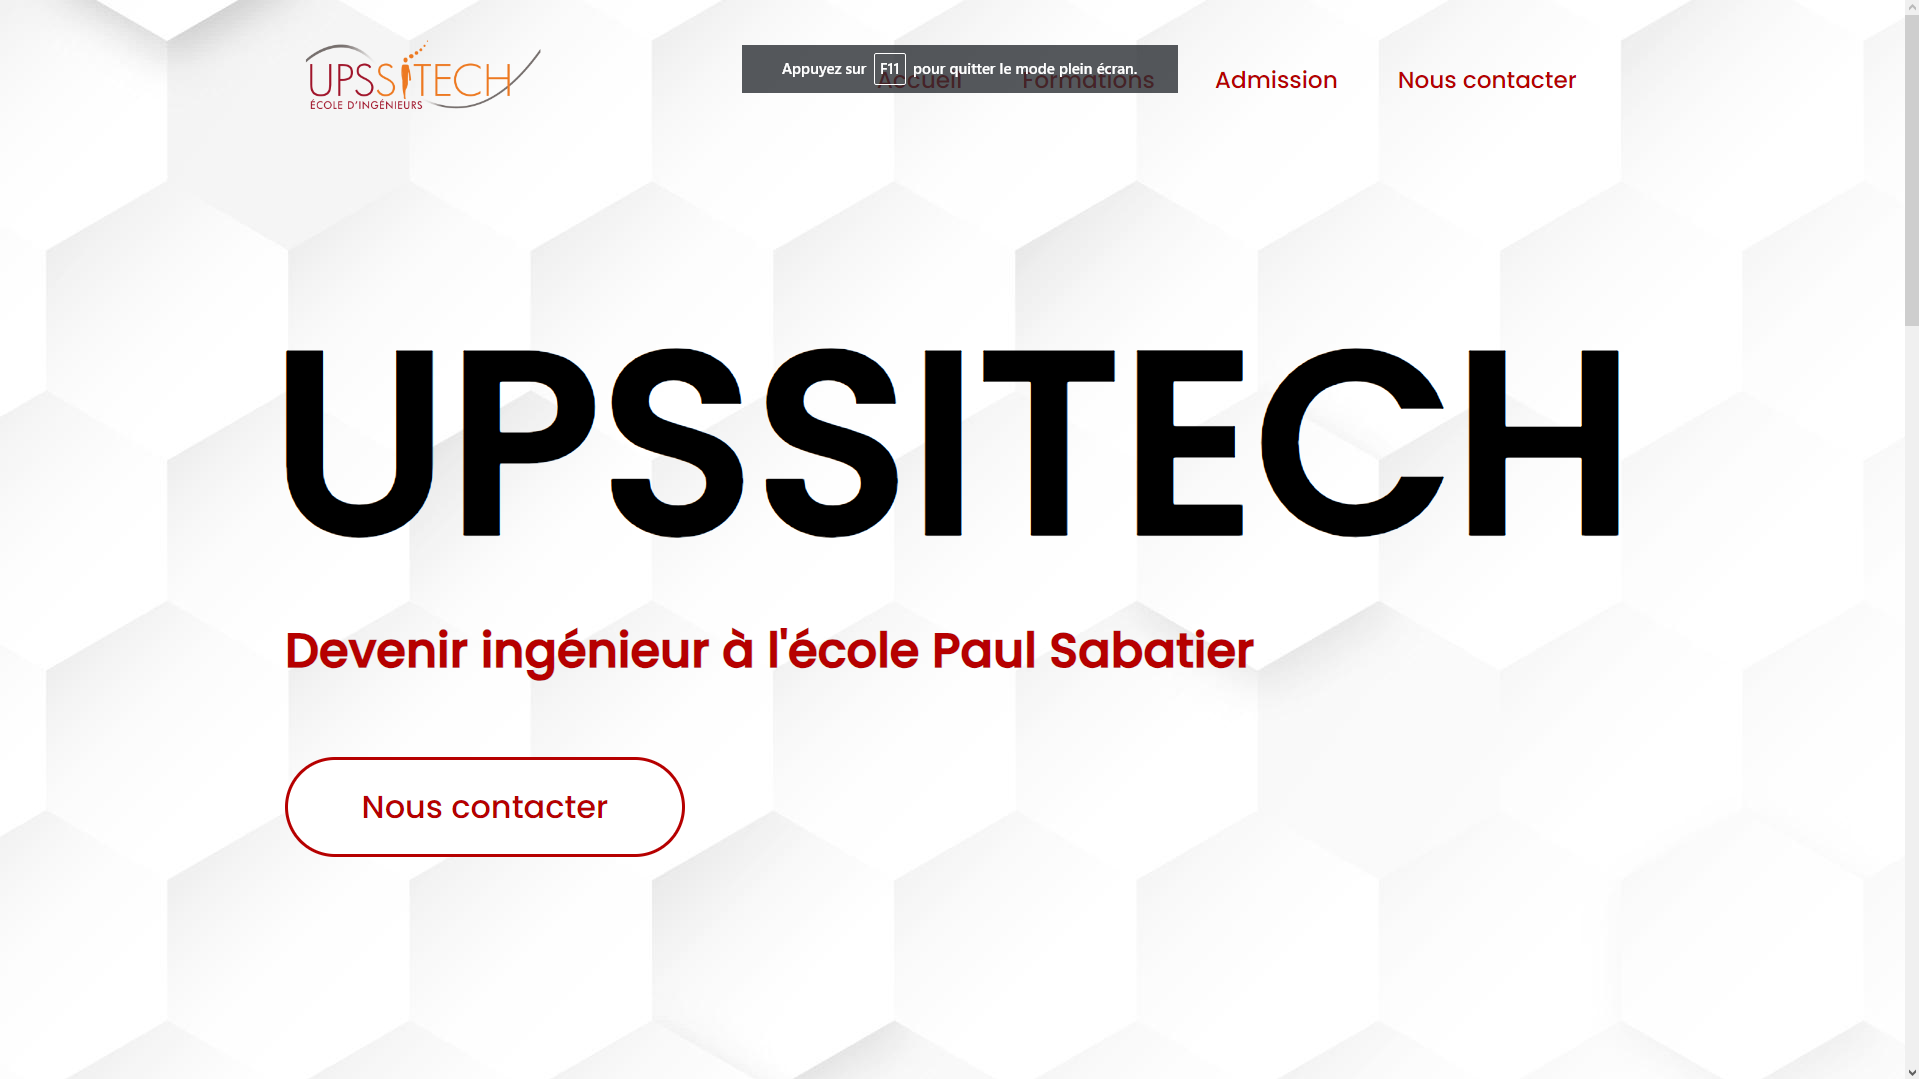 UPSSITECH
ÉCOLE D'INGÉNIEURS
Appuyez sur F11 pour quitter le mode plein écran.
Accueil Formations Admission Nous contacter
UPSSITECH
Devenir ingénieur à l'école Paul Sabatier
Nous contacter